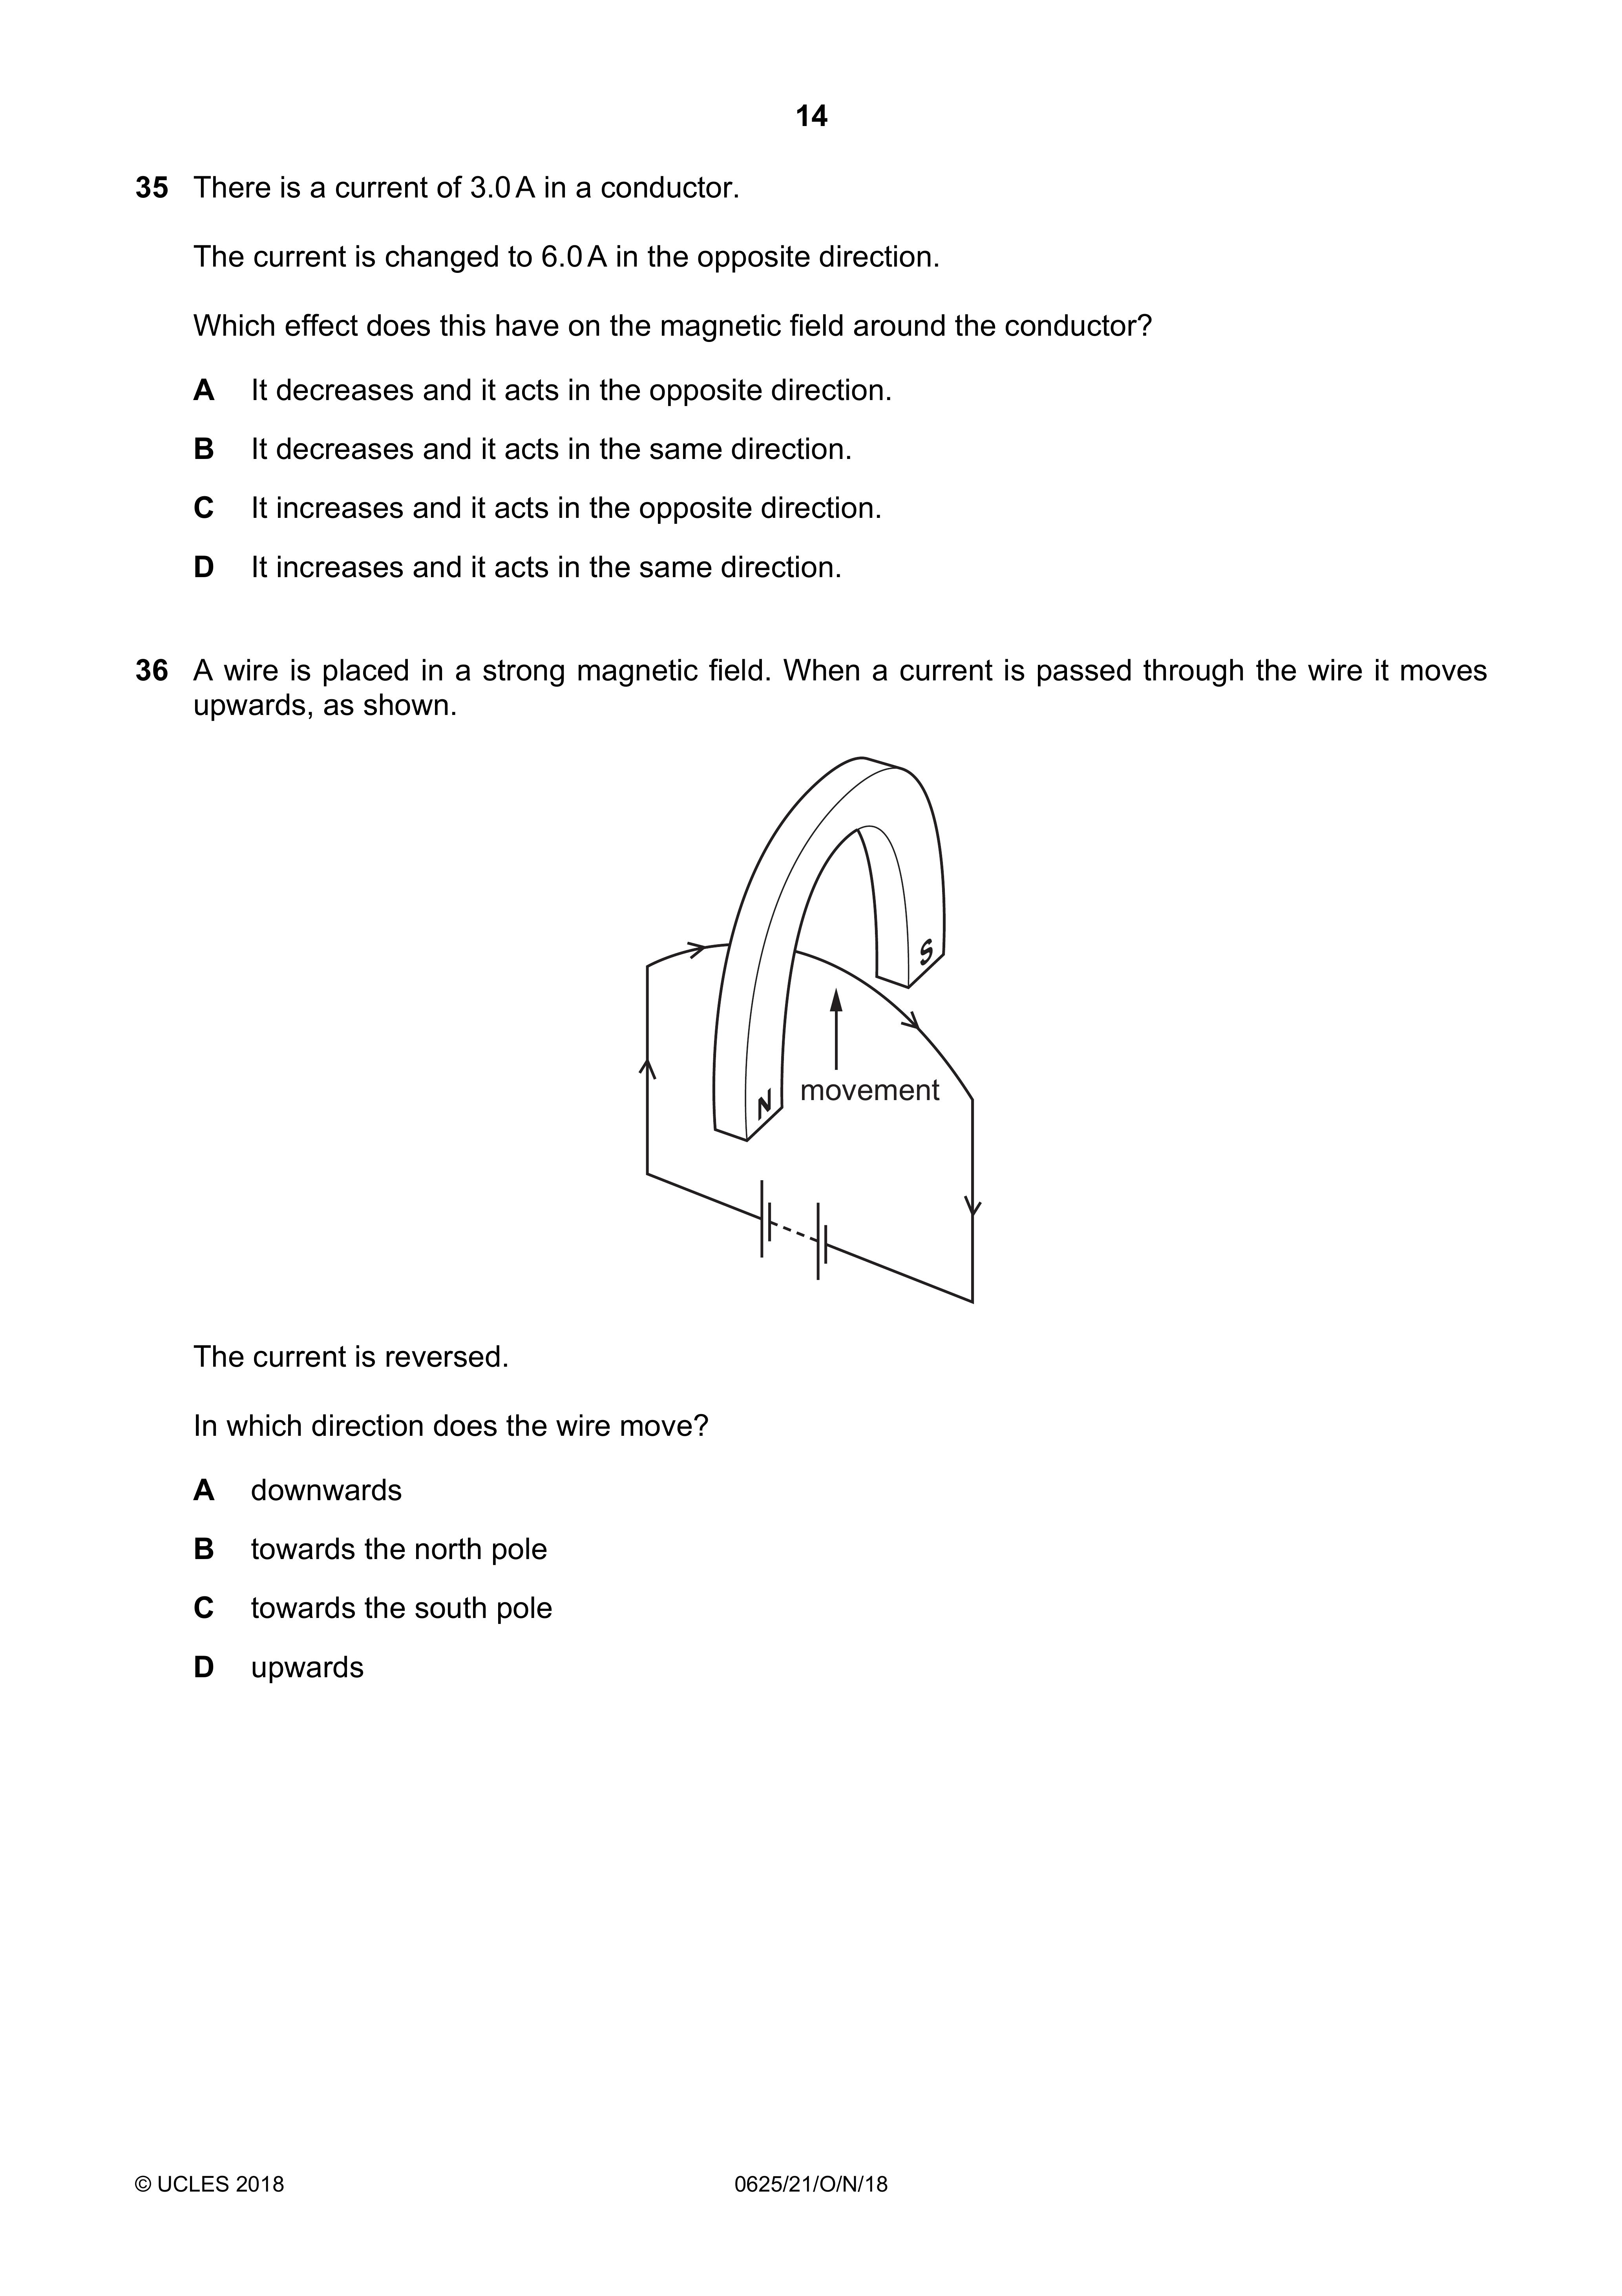 14
35 There is a current of 3.0 A in a conductor.
The current is changed to 6.0 A in the opposite direction.
Which effect does this have on the magnetic field around the conductor?
A It decreases and it acts in the opposite direction.
B It decreases and it acts in the same direction.
C It increases and it acts in the opposite direction.
D It increases and it acts in the same direction.
36 A wire is placed in a strong magnetic field. When a current is passed through the wire it moves
upwards, as shown.
S
N
movement
The current is reversed.
In which direction does the wire move?
A downwards
B towards the north pole
C towards the south pole
D upwards
© UCLES 2018 0625/21/O/N/18